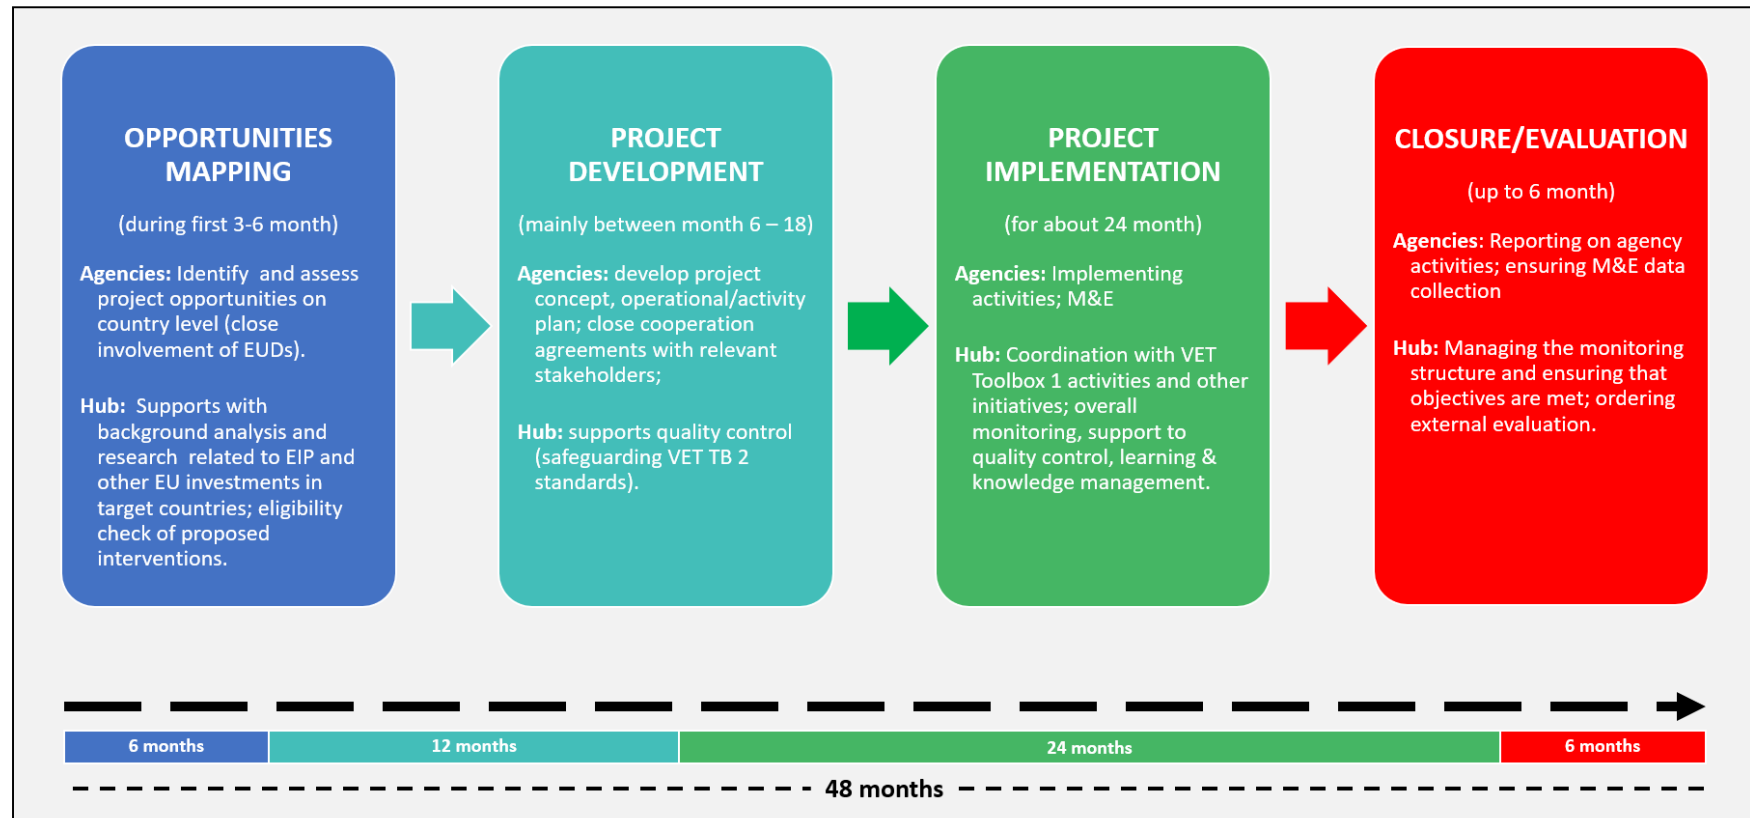 OPPORTUNITIES
MAPPING
(during first 3-6 month)
Agencies: Identify and assess
project opportunities on
country level (close
involvement of EUDs).
Hub: Supports with
background analysis and
research related to EIP and
other EU investments in
target countries; eligibility
check of proposed
interventions.
PROJECT
DEVELOPMENT
(mainly between month 6 – 18)
Agencies: develop project
concept, operational/activity
plan; close cooperation
agreements with relevant
stakeholders;
Hub: supports quality control
(safeguarding VET TB 2
standards).
PROJECT
IMPLEMENTATION
(for about 24 month)
Agencies: Implementing
activities; M&E
Hub: Coordination with VET
Toolbox 1 activities and other
initiatives; overall
monitoring, support to
quality control, learning &
knowledge management.
CLOSURE/EVALUATION
(up to 6 month)
Agencies: Reporting on agency
activities; ensuring M&E data
collection
Hub: Managing the monitoring
structure and ensuring that
objectives are met; ordering
external evaluation.
6 months
12 months
24 months
6 months
48 months